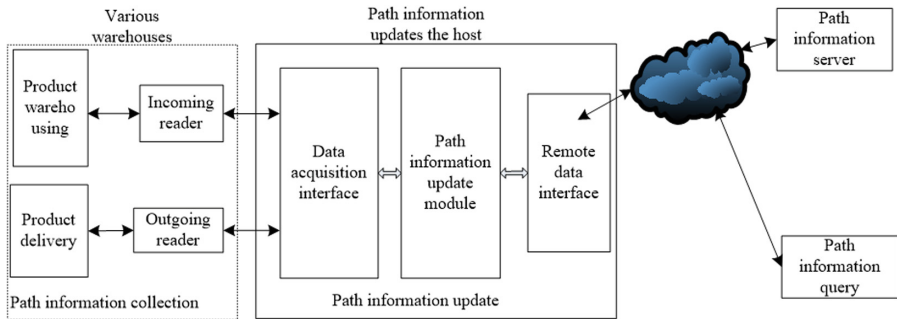 Various
warehouses
Product
wareho
using
Incoming
reader
Product
delivery
Outgoing
reader
Path information collection
Path information
updates the host
Data
acquisition
interface
Path
information
update
module
Remote
data
interface
Path information update
Path
information
server
Path
information
query